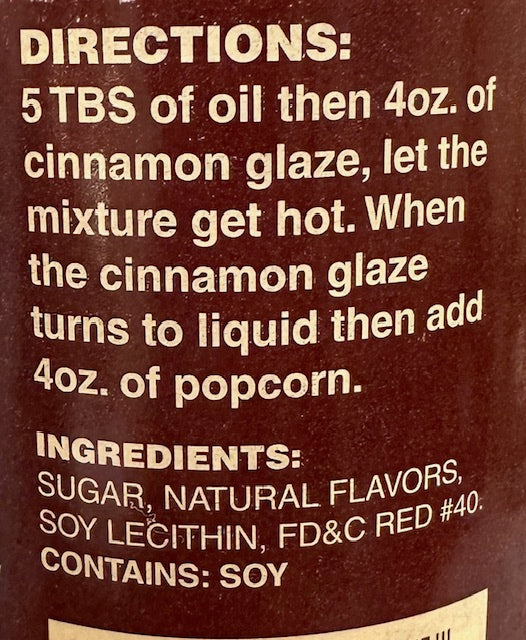 DIRECTIONS:
5 TBS of oil then 4oz. of
cinnamon glaze, let the
mixture get hot. When
the cinnamon glaze
turns to liquid then add
4oz. of popcorn.
INGREDIENTS:
SUGAR, NATURAL FLAVORS,
SOY LECITHIN, FD&C RED #40.
CONTAINS: SOY